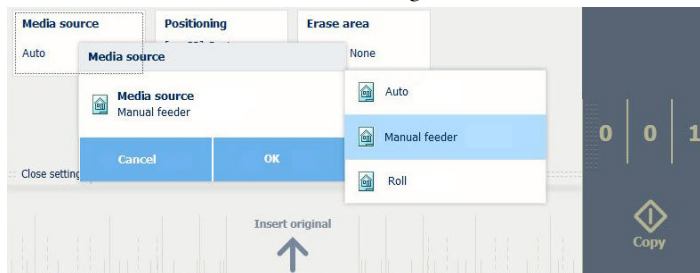 Media source
Positioning
Erase area
Auto
None
Media source
Media source
Manual feeder
Cancel
OK
Auto
Manual feeder
Roll
Close setting
0 0 1
Insert original
Copy